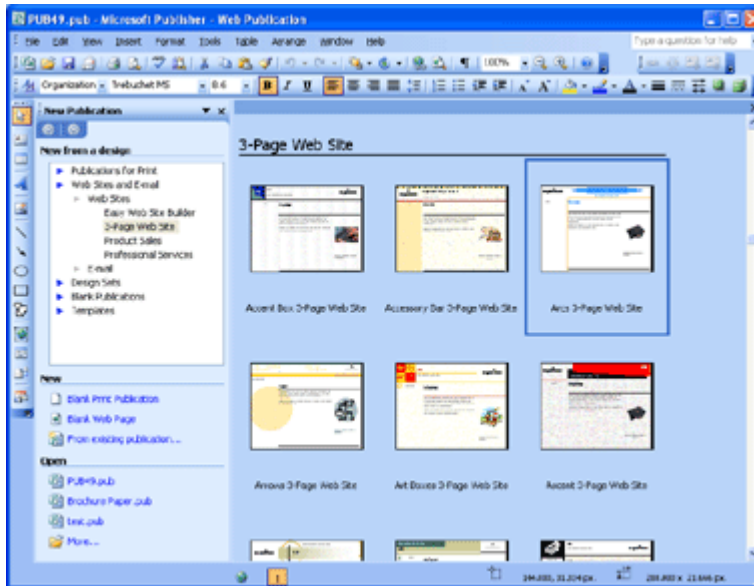 PUB49.pub - Microsoft Publisher - Web Publication
File Edit View Insert Format Tools Table Arrange Window Help
Type a question for help
100%
Organization Trebuchet MS 8.6 B I U
New Publication
New from a design
Publications for Print
Web Sites and E-mail
Web Sites
Easy Web Site Builder
3-Page Web Site
Product Sales
Professional Services
E-mail
Design Sets
Blank Publications
Templates
New
Blank Print Publication
Blank Web Page
From existing publication...
Open
PUB49.pub
Brochure Paper.pub
test.pub
More...
3-Page Web Site
Accent Box 3-Page Web Site
Accessory Bar 3-Page Web Site
Arcs 3-Page Web Site
Arrows 3-Page Web Site
Art Boxes 3-Page Web Site
Ascent 3-Page Web Site
1